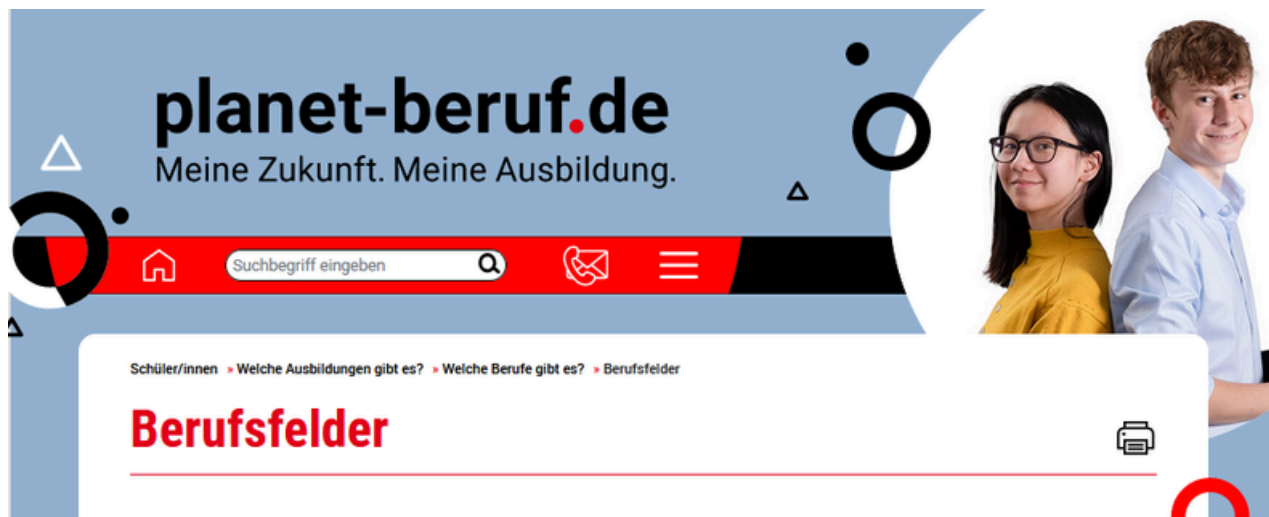 planet-beruf.de
Meine Zukunft. Meine Ausbildung.
Suchbegriff eingeben
Schüler/innen » Welche Ausbildungen gibt es? » Welche Berufe gibt es? » Berufsfelder
Berufsfelder